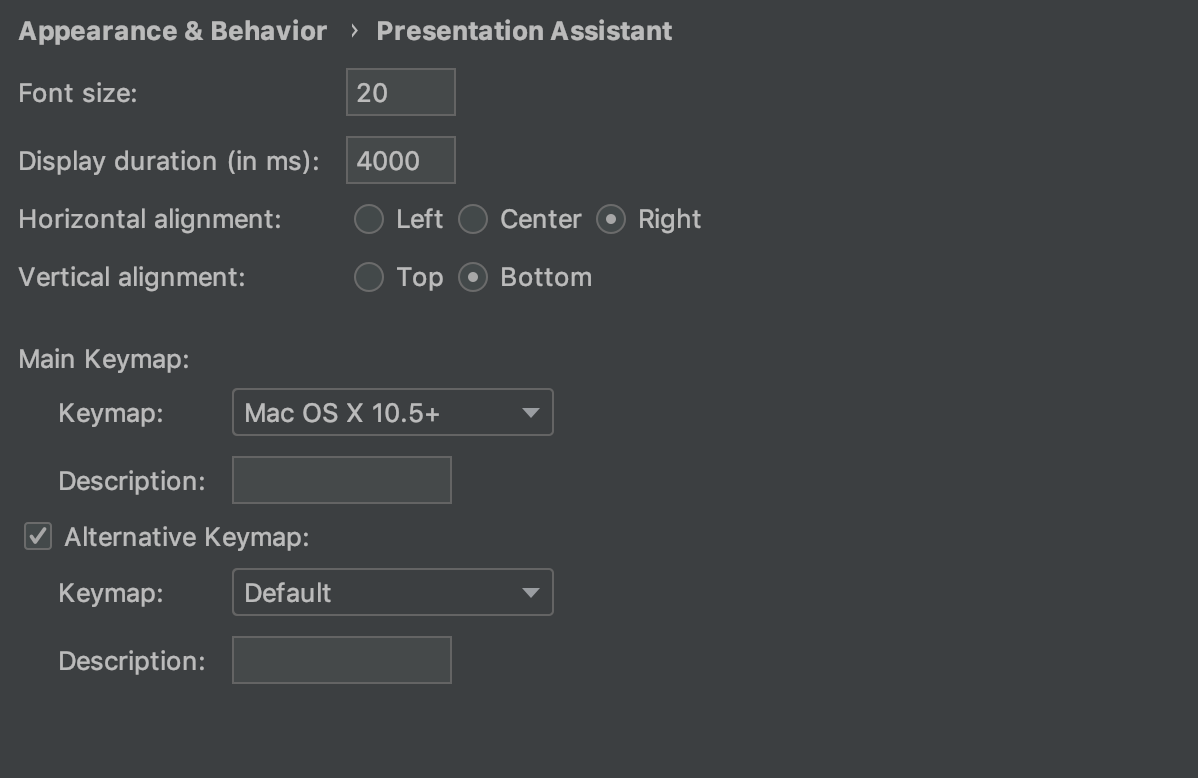 Appearance & Behavior › Presentation Assistant
Font size: 20
Display duration (in ms): 4000
Horizontal alignment: Left Center Right
Vertical alignment: Top Bottom
Main Keymap:
Keymap: Mac OS X 10.5+
Description:
Alternative Keymap:
Keymap: Default
Description: